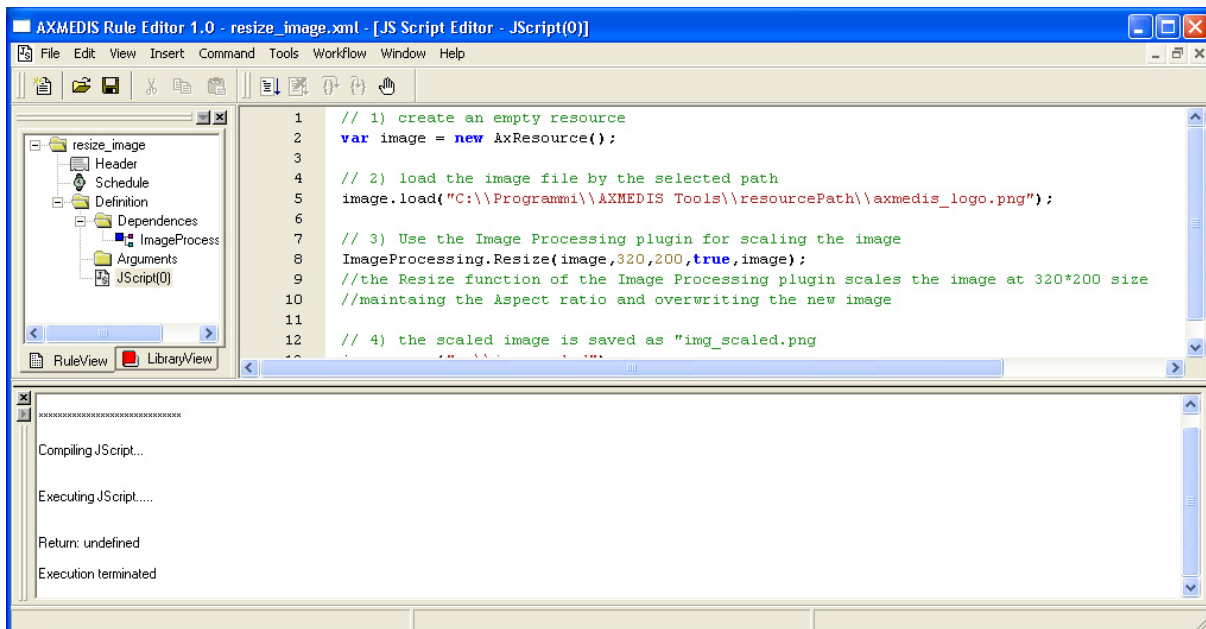 AXMEDIS Rule Editor 1.0 - resize_image.xml - [JS Script Editor - JScript(0)]
File Edit View Insert Command Tools Workflow Window Help
resize_image
Header
Schedule
Definition
Dependences
ImageProcess
Arguments
JScript(0)
RuleView LibraryView
1 // 1) create an empty resource
2 var image = new AxResource();
3
4 // 2) load the image file by the selected path
5 image.load("C:\\Programmi\\AXMEDIS Tools\\resourcePath\\axmedis_logo.png");
6
7 // 3) Use the Image Processing plugin for scaling the image
8 ImageProcessing.Resize(image,320,200,true,image);
9 //the Resize function of the Image Processing plugin scales the image at 320*200 size
10 //maintaing the Aspect ratio and overwriting the new image
11
12 // 4) the scaled image is saved as "img_scaled.png
Compiling JScript...
Executing JScript.....
Return: undefined
Execution terminated